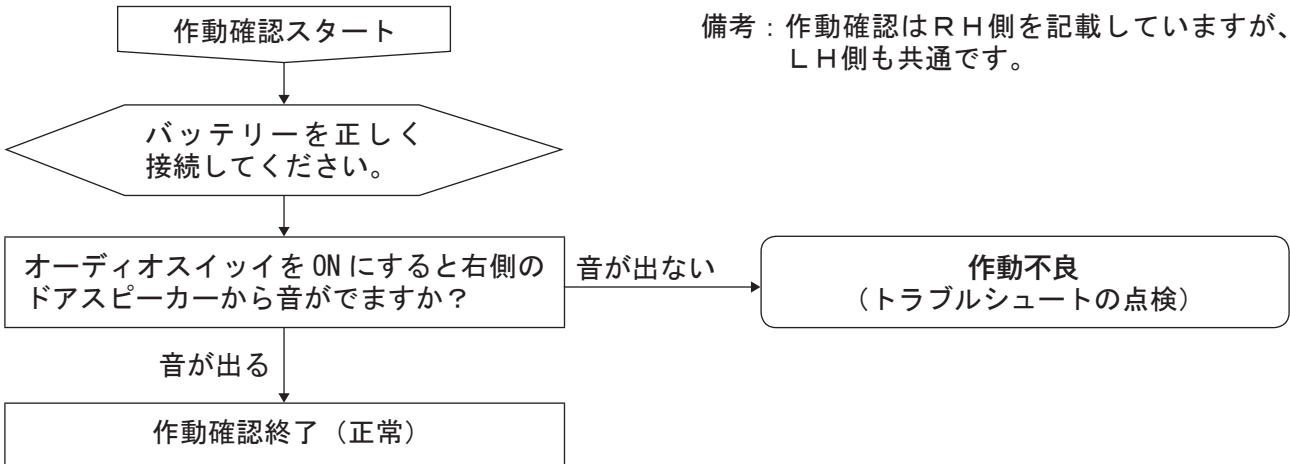 作動確認スタート
備考：作動確認はＲＨ側を記載していますが、
ＬＨ側も共通です。
バッテリーを正しく
接続してください。
オーディオスイッイをONにすると右側の
ドアスピーカーから音がでますか？
音が出ない
作動不良
（トラブルシュートの点検）
音が出る
作動確認終了（正常）